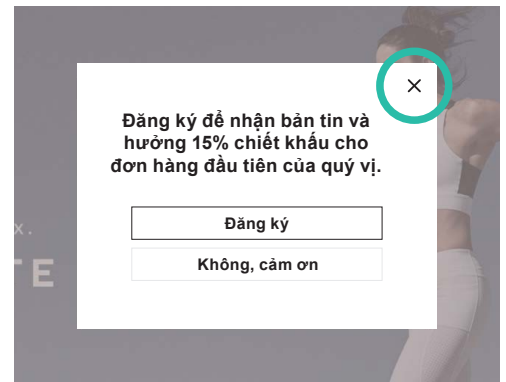 Đăng ký để nhận bản tin và
hưởng 15% chiết khấu cho
đơn hàng đầu tiên của quý vị.
x.
TE
Đăng ký
Không, cảm ơn